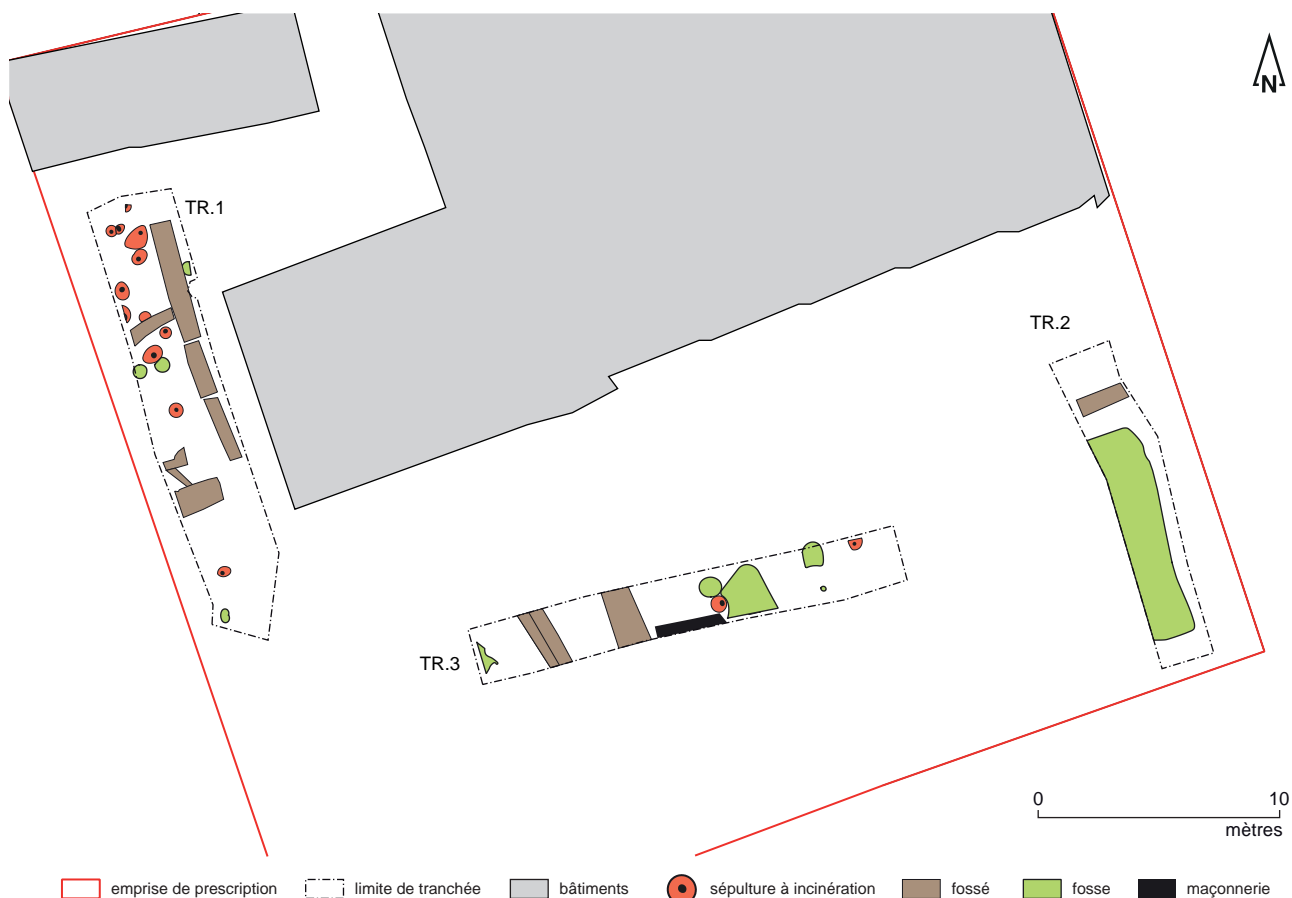 N
TR.1
TR.2
TR.3
0 10
mètres
emprise de prescription limite de tranchée bâtiments sépulture à incinération fossé fosse maçonnerie